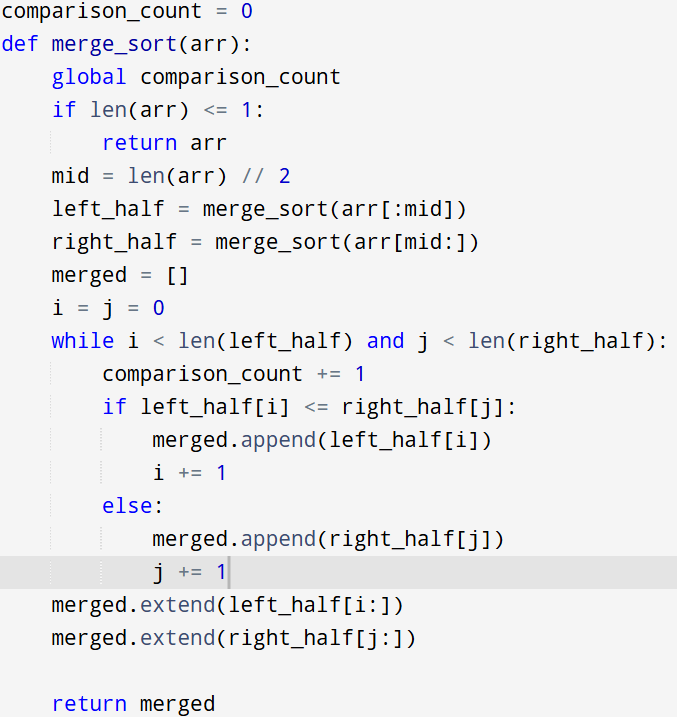 comparison_count = 0
def merge_sort(arr):
    global comparison_count
    if len(arr) <= 1:
        return arr
    mid = len(arr) // 2
    left_half = merge_sort(arr[:mid])
    right_half = merge_sort(arr[mid:])
    merged = []
    i = j = 0
    while i < len(left_half) and j < len(right_half):
        comparison_count += 1
        if left_half[i] <= right_half[j]:
            merged.append(left_half[i])
            i += 1
        else:
            merged.append(right_half[j])
            j += 1
    merged.extend(left_half[i:])
    merged.extend(right_half[j:])

    return merged